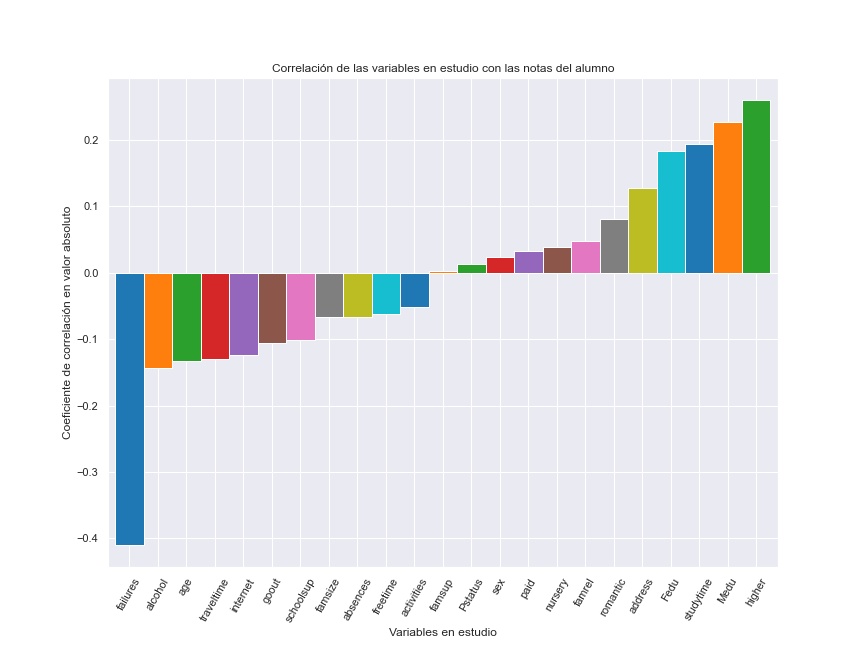 Correlación de las variables en estudio con las notas del alumno
Coeficiente de correlación en valor absoluto
0.2
0.1
0.0
−0.1
−0.2
−0.3
−0.4
failures
alcohol
age
traveltime
internet
goout
schoolsup
famsize
absences
freetime
activities
famsup
Pstatus
sex
paid
nursery
famrel
romantic
address
Fedu
studytime
Medu
higher
Variables en estudio